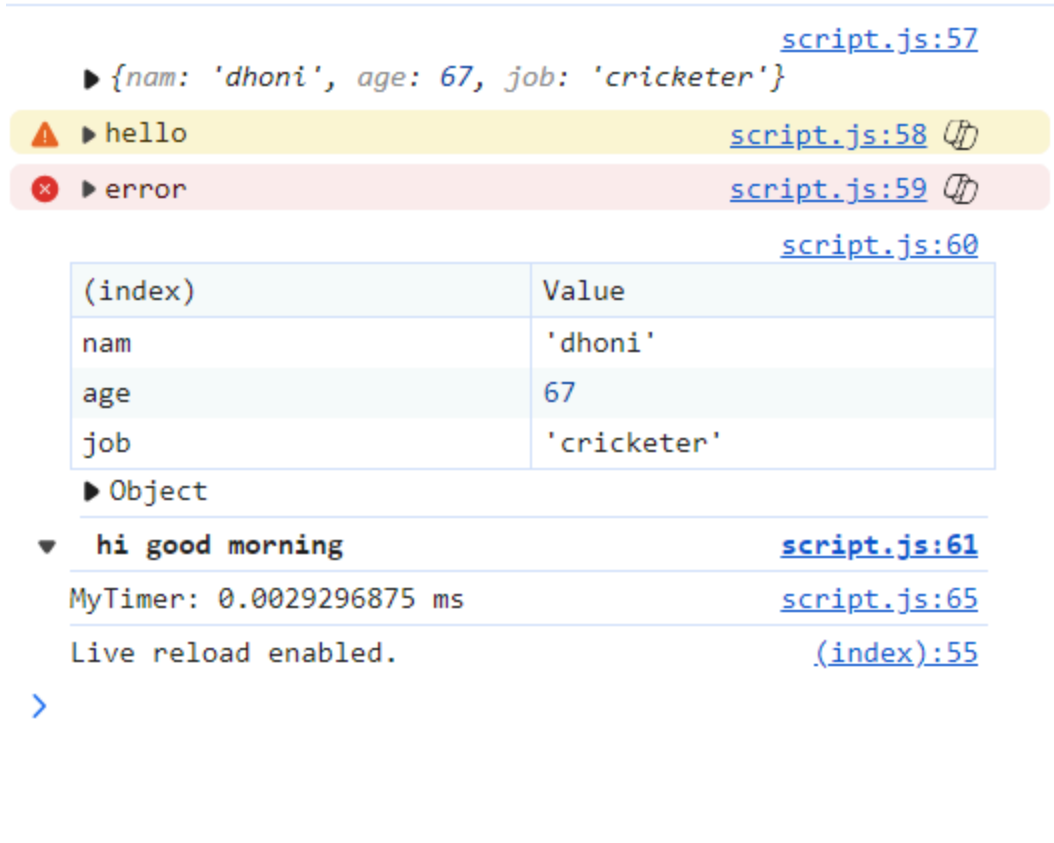 script.js:57
{nam: 'dhoni', age: 67, job: 'cricketer'}
hello script.js:58
error script.js:59
script.js:60
(index) Value
nam 'dhoni'
age 67
job 'cricketer'
Object
hi good morning script.js:61
MyTimer: 0.0029296875 ms script.js:65
Live reload enabled. (index):55